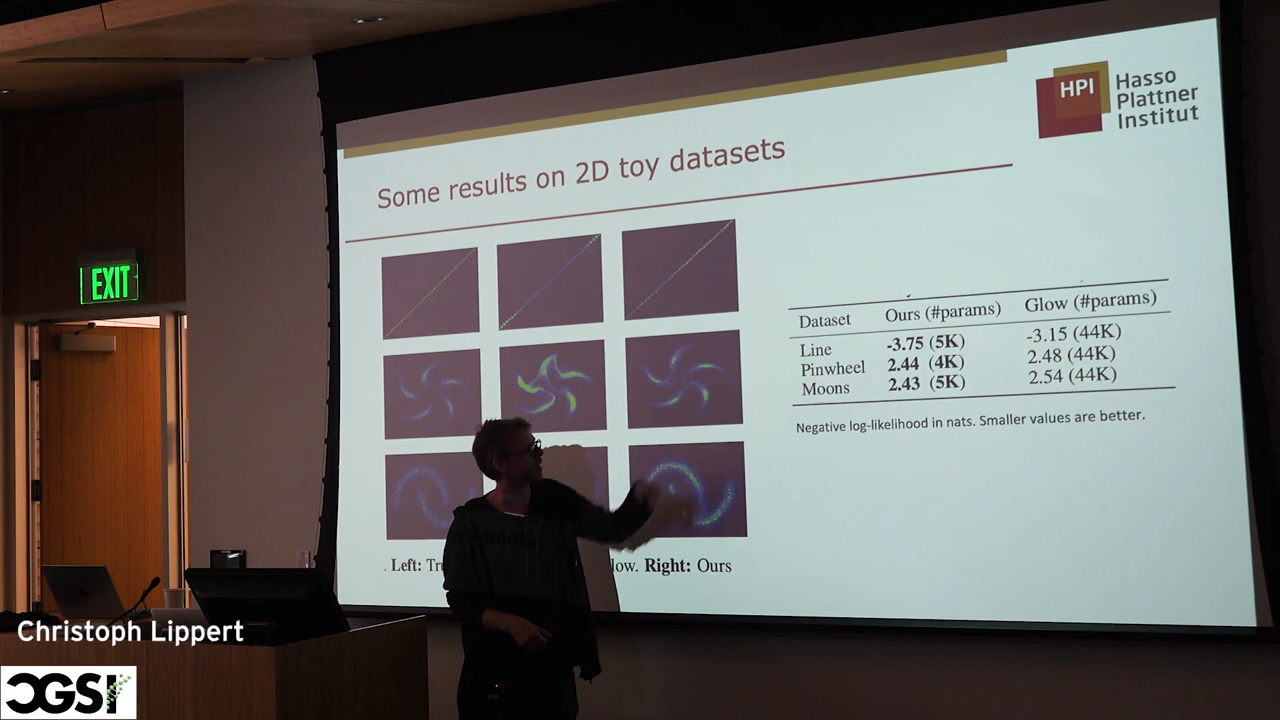 HPI Hasso
Plattner
Institut
Some results on 2D toy datasets
EXIT
Dataset Ours (#params) Glow (#params)
Line -3.75 (5K) -3.15 (44K)
Pinwheel 2.44 (4K) 2.48 (44K)
Moons 2.43 (5K) 2.54 (44K)
Negative log-likelihood in nats. Smaller values are better.
. Left: Right: Ours
Christoph Lippert
CGSI